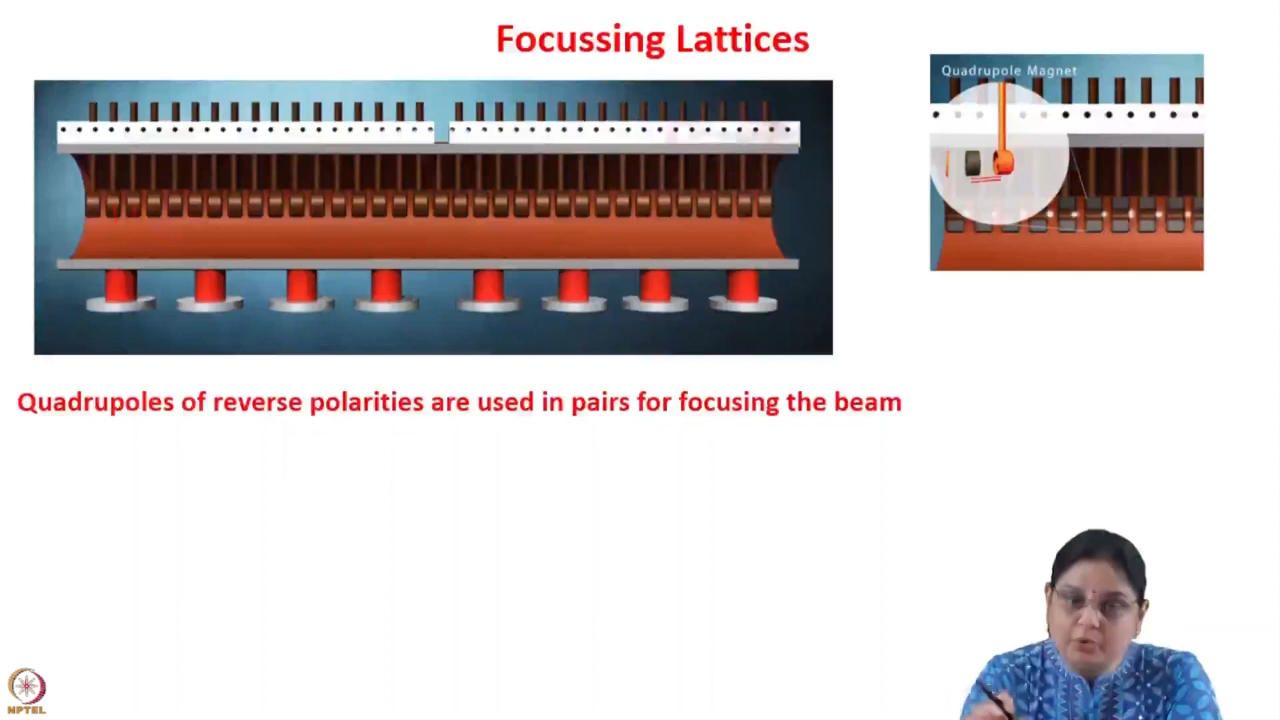 Focussing Lattices
Quadrupole Magnet
Quadrupoles of reverse polarities are used in pairs for focusing the beam
NPTEL